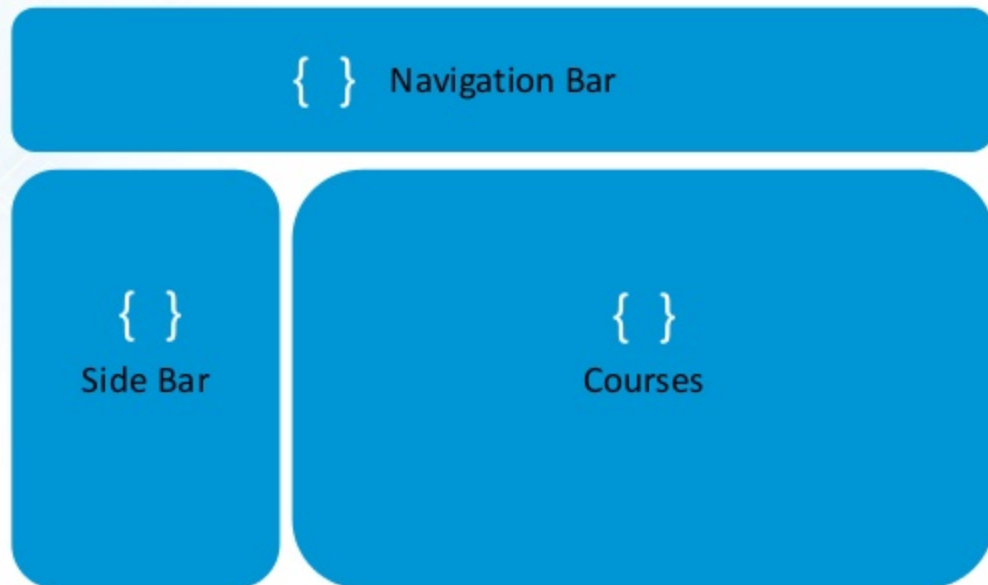 { } Navigation Bar
{ }
Side Bar
{ }
Courses